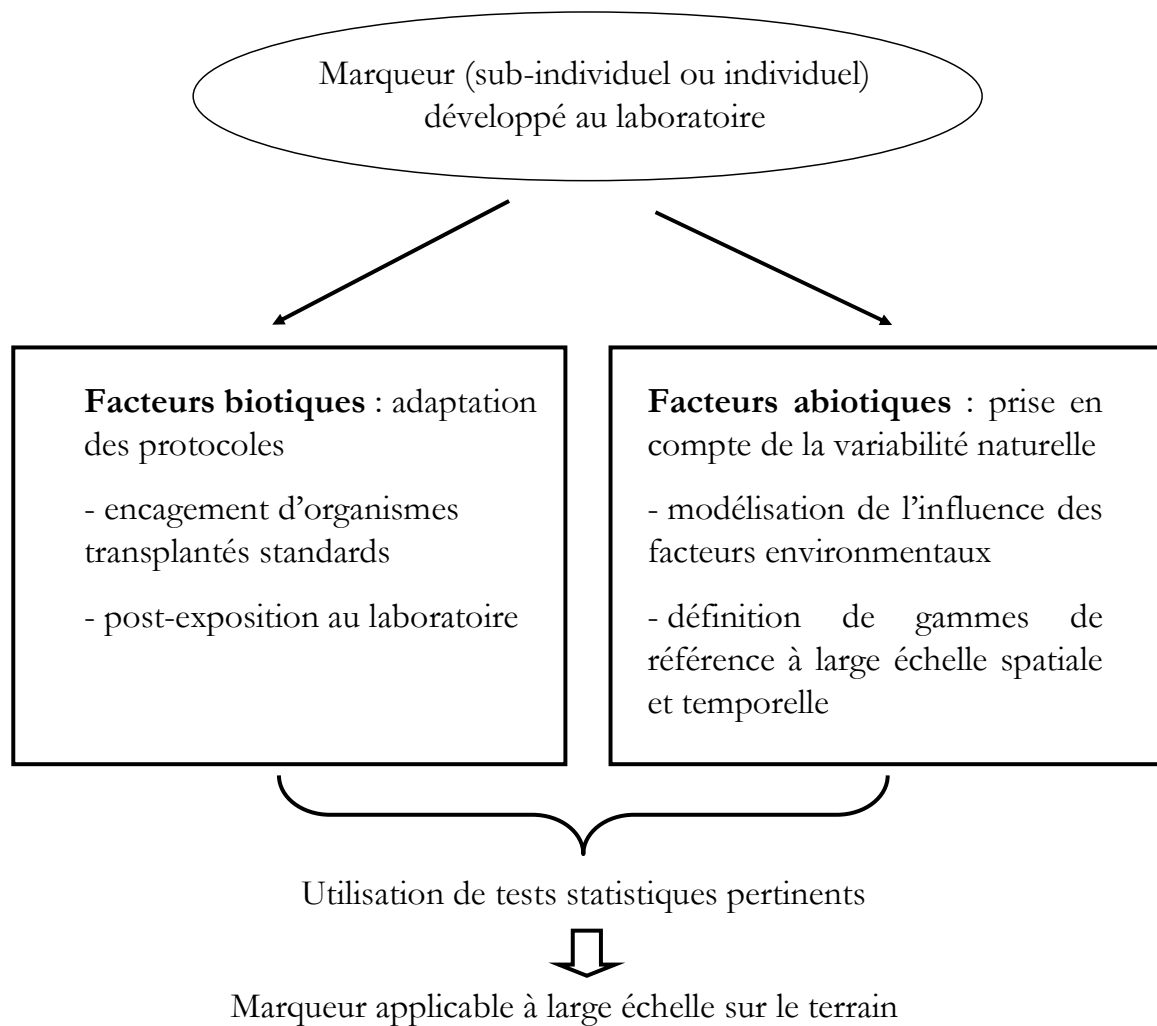 Marqueur (sub-individuel ou individuel)
développé au laboratoire
Facteurs biotiques : adaptation
des protocoles
- encagement d’organismes
transplantés standards
- post-exposition au laboratoire
Facteurs abiotiques : prise en
compte de la variabilité naturelle
- modélisation de l’influence des
facteurs environmentaux
- définition de gammes de
référence à large échelle spatiale
et temporelle
Utilisation de tests statistiques pertinents
Marqueur applicable à large échelle sur le terrain